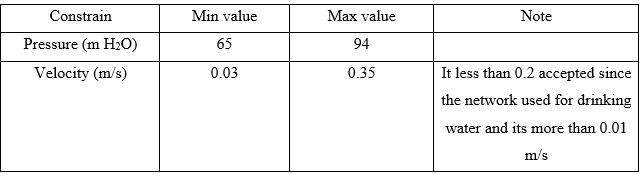 Constrain Min value Max value Note
Pressure (m H2O) 65 94
Velocity (m/s) 0.03 0.35 It less than 0.2 accepted since
the network used for drinking
water and its more than 0.01
m/s